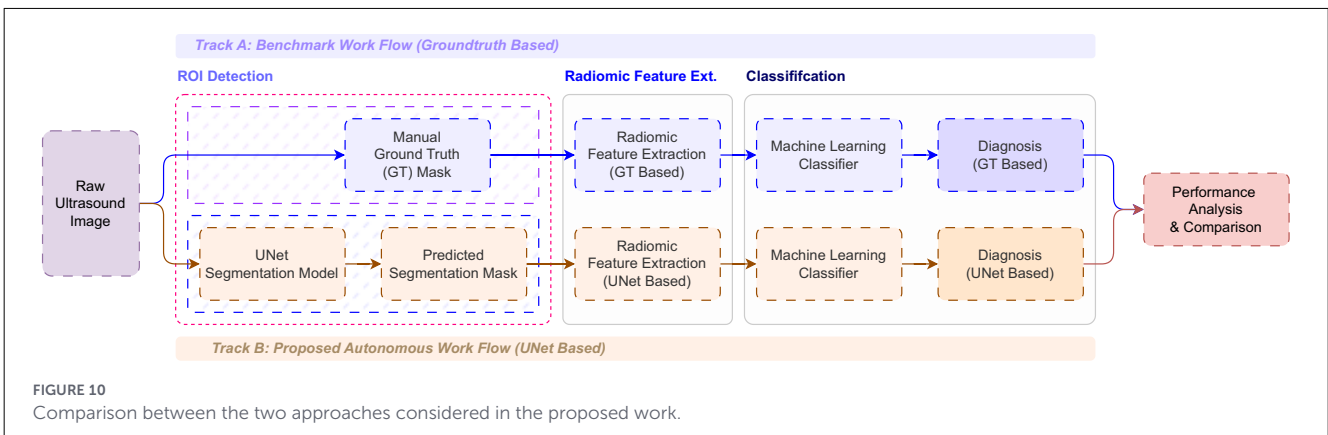 Track A: Benchmark Work Flow (Groundtruth Based)
ROI Detection
Radiomic Feature Ext.
Classififcation
Raw
Ultrasound
Image
Manual
Ground Truth
(GT) Mask
Radiomic
Feature Extraction
(GT Based)
Machine Learning
Classifier
Diagnosis
(GT Based)
UNet
Segmentation Model
Predicted
Segmentation Mask
Radiomic
Feature Extraction
(UNet Based)
Machine Learning
Classifier
Diagnosis
(UNet Based)
Performance
Analysis
& Comparison
Track B: Proposed Autonomous Work Flow (UNet Based)
FIGURE 10
Comparison between the two approaches considered in the proposed work.